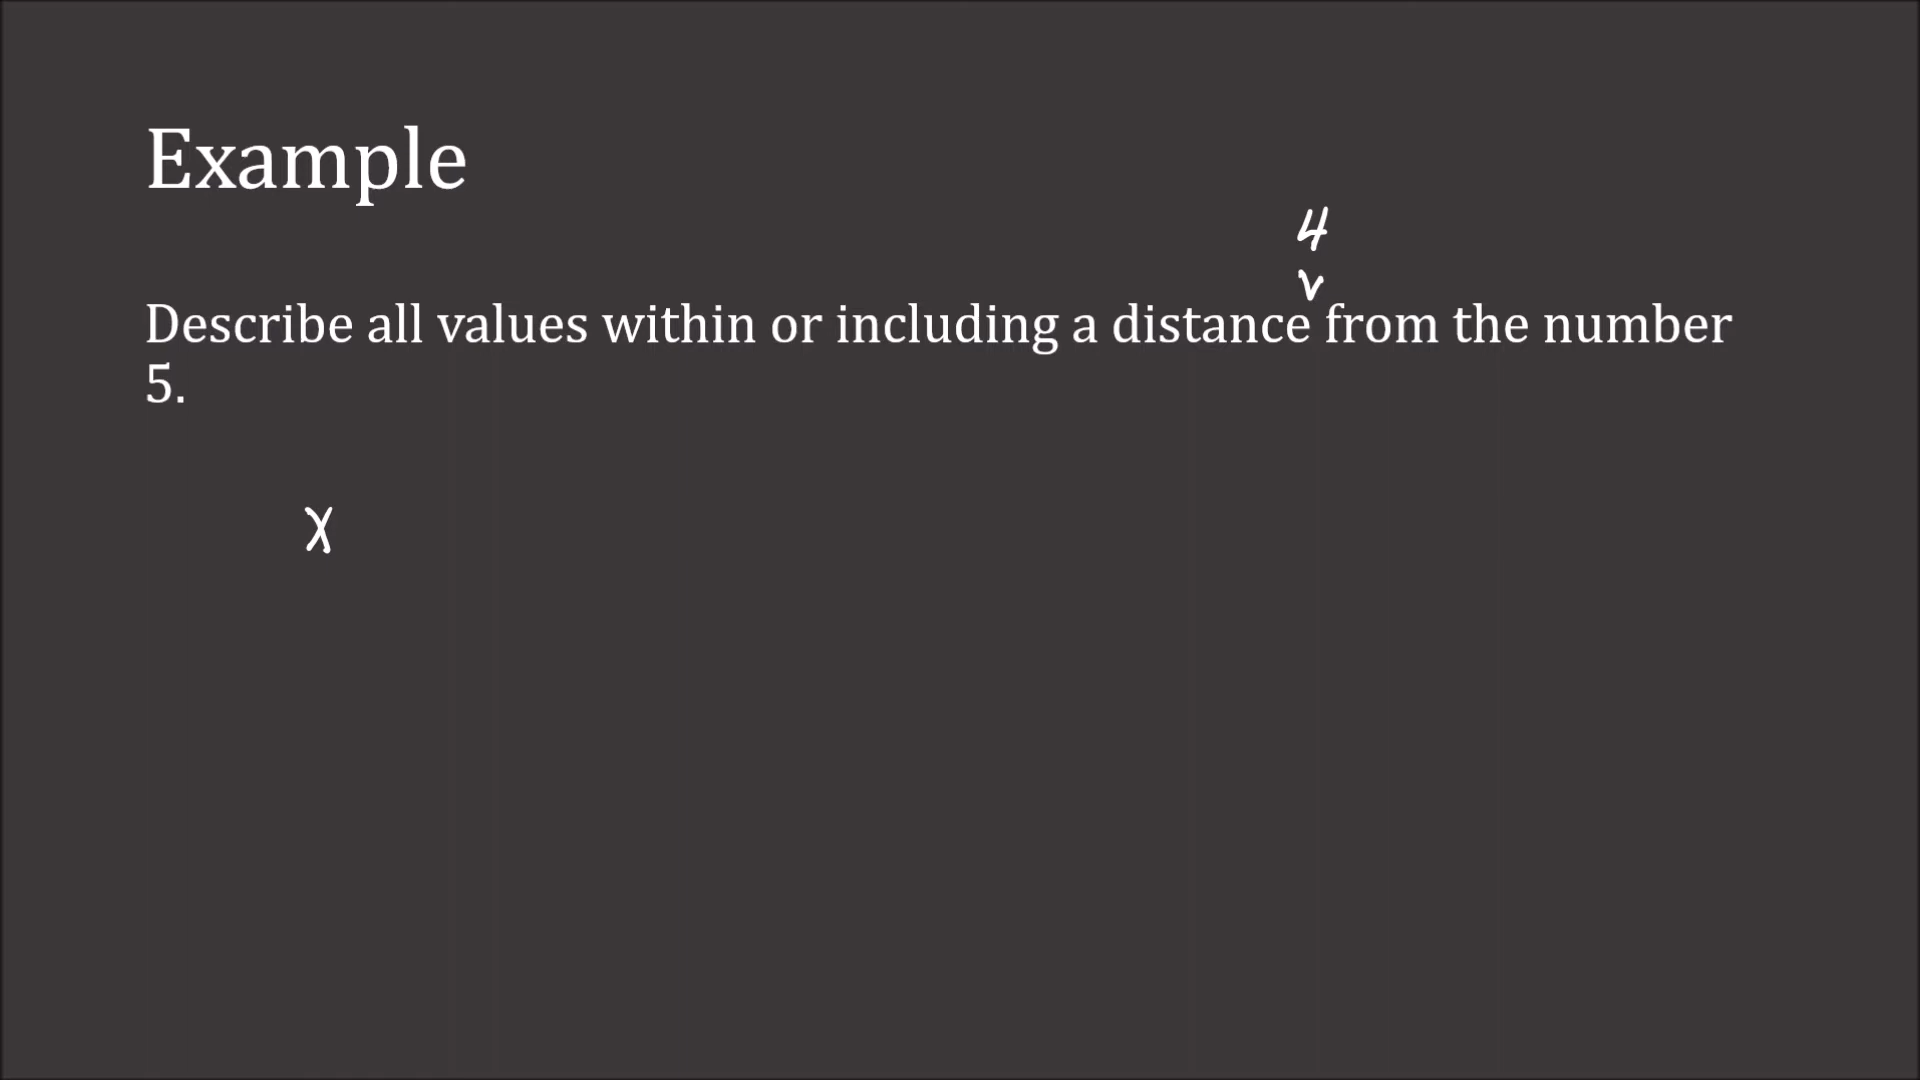 Example
4
v
Describe all values within or including a distance from the number
5.
x